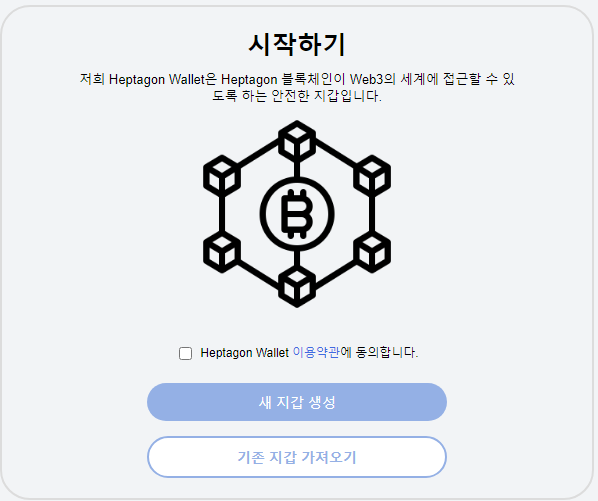 시작하기
저희 Heptagon Wallet은 Heptagon 블록체인이 Web3의 세계에 접근할 수 있
도록 하는 안전한 지갑입니다.
Heptagon Wallet 이용약관에 동의합니다.
새 지갑 생성
기존 지갑 가져오기